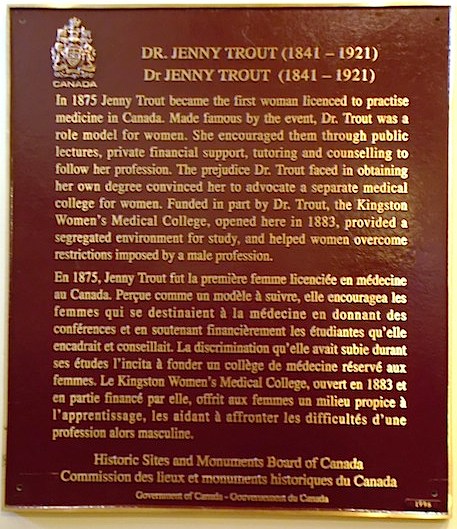 CANADA
DR. JENNY TROUT (1841 – 1921)
Dr JENNY TROUT (1841 – 1921)
In 1875 Jenny Trout became the first woman licenced to practise
medicine in Canada. Made famous by the event, Dr. Trout was a
role model for women. She encouraged them through public
lectures, private financial support, tutoring and counselling to
follow her profession. The prejudice Dr. Trout faced in obtaining
her own degree convinced her to advocate a separate medical
college for women. Funded in part by Dr. Trout, the Kingston
Women's Medical College, opened here in 1883, provided a
segregated environment for study, and helped women overcome
restrictions imposed by a male profession.
En 1875, Jenny Trout fut la première femme licenciée en médecine
au Canada. Perçue comme un modèle à suivre, elle encouragea les
femmes qui se destinaient à la médecine en donnant des
conférences et en soutenant financièrement les étudiantes qu'elle
encadrait et conseillait. La discrimination qu'elle avait subie durant
ses études l'incita à fonder un collège de médecine réservé aux
femmes. Le Kingston Women's Medical College, ouvert en 1883 et
en partie financé par elle, offrit aux femmes un milieu propice à
l'apprentissage, les aidant à affronter les difficultés d'une
profession alors masculine.
Historic Sites and Monuments Board of Canada
Commission des lieux et monuments historiques du Canada
Government of Canada - Gouvernement du Canada